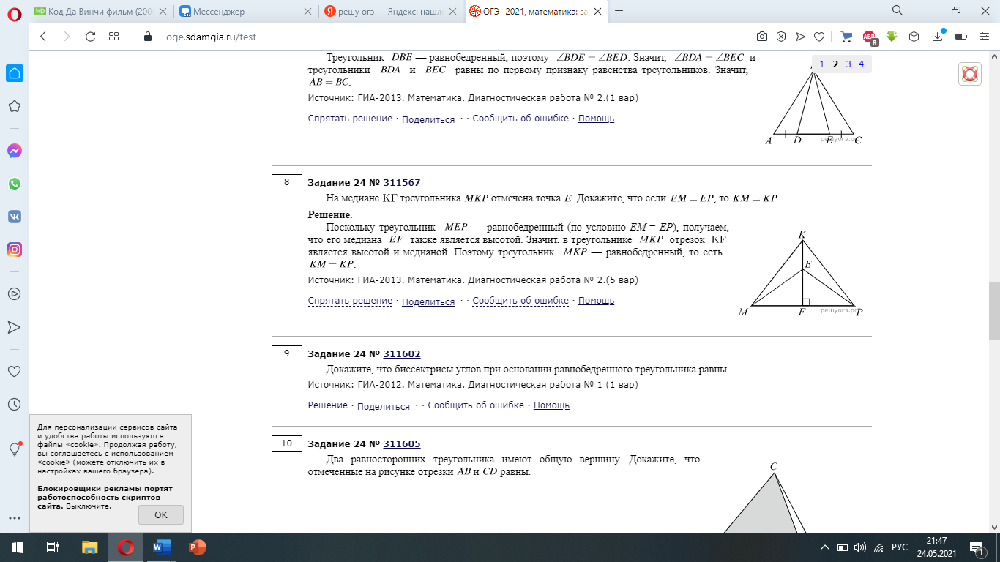 Код Да Винчи фильм (200
Мессенджер
решу огэ — Яндекс: нашл
ОГЭ–2021, математика: за
oge.sdamgia.ru/test
8
Треугольник DBE — равнобедренный, поэтому ∠BDE = ∠BED. Значит, ∠BDA = ∠BEC и
треугольники BDA и BEC равны по первому признаку равенства треугольников. Значит,
AB = BC.
1 2 3 4
Источник: ГИА-2013. Математика. Диагностическая работа № 2.(1 вар)
Спрятать решение · Поделиться · · Сообщить об ошибке · Помощь
A D E C
решуогэ.рф
8
Задание 24 № 311567
На медиане KF треугольника MKP отмечена точка E. Докажите, что если EM = EP, то KM = KP.
Решение.
Поскольку треугольник MEP — равнобедренный (по условию EM = EP), получаем,
что его медиана EF также является высотой. Значит, в треугольнике MKP отрезок KF
является высотой и медианой. Поэтому треугольник MKP — равнобедренный, то есть
KM = KP.
Источник: ГИА-2013. Математика. Диагностическая работа № 2.(5 вар)
Спрятать решение · Поделиться · · Сообщить об ошибке · Помощь
K
E
M F P
решуогэ.рф
9
Задание 24 № 311602
Докажите, что биссектрисы углов при основании равнобедренного треугольника равны.
Источник: ГИА-2012. Математика. Диагностическая работа № 1 (1 вар)
Решение · Поделиться · · Сообщить об ошибке · Помощь
10
Задание 24 № 311605
Два равносторонних треугольника имеют общую вершину. Докажите, что
отмеченные на рисунке отрезки AB и CD равны.
C
Для персонализации сервисов сайта
и удобства работы используются
файлы «cookie». Продолжая работу,
вы соглашаетесь с использованием
«cookie» (можете отключить их в
настройках вашего браузера).
Блокировщики рекламы портят
работоспособность скриптов
сайта. Выключите.
OK
РУС
21:47
24.05.2021
1